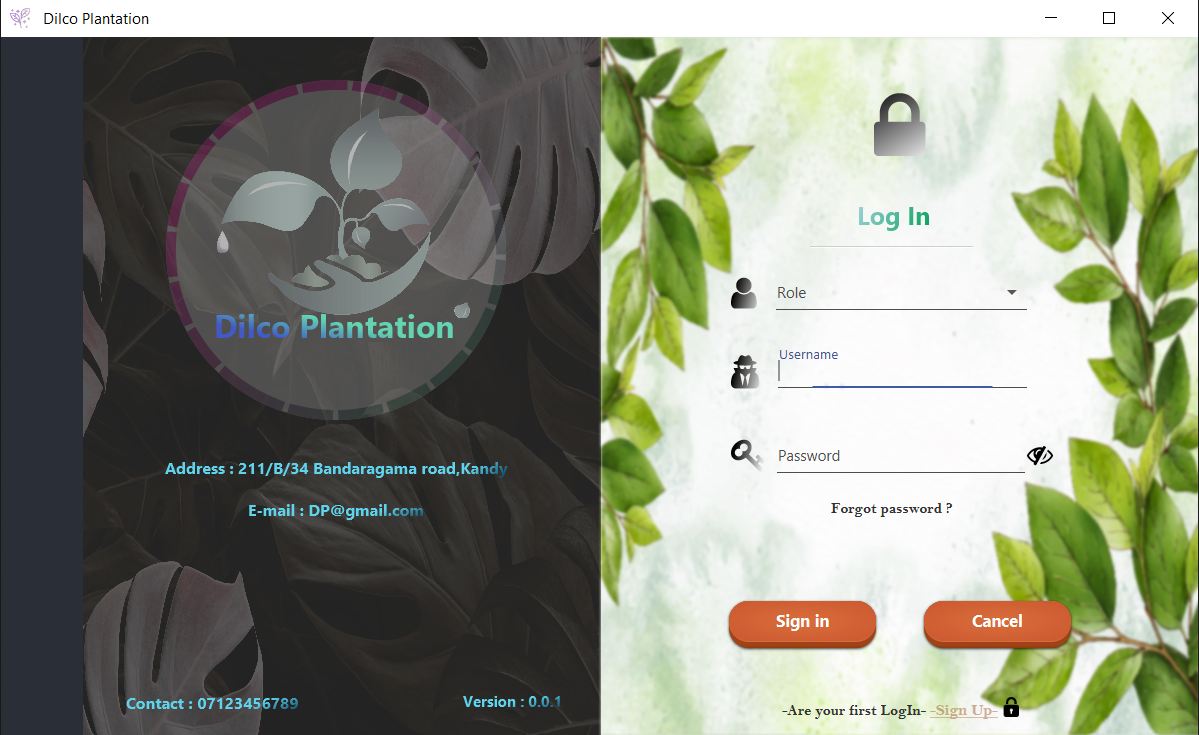 Dilco Plantation
Dilco Plantation
Address : 211/B/34 Bandaragama road,Kandy
E-mail : DP@gmail.com
Contact : 07123456789
Version : 0.0.1
Log In
Role
Username
Password
Forgot password ?
Sign in
Cancel
-Are your first LogIn- -Sign Up-